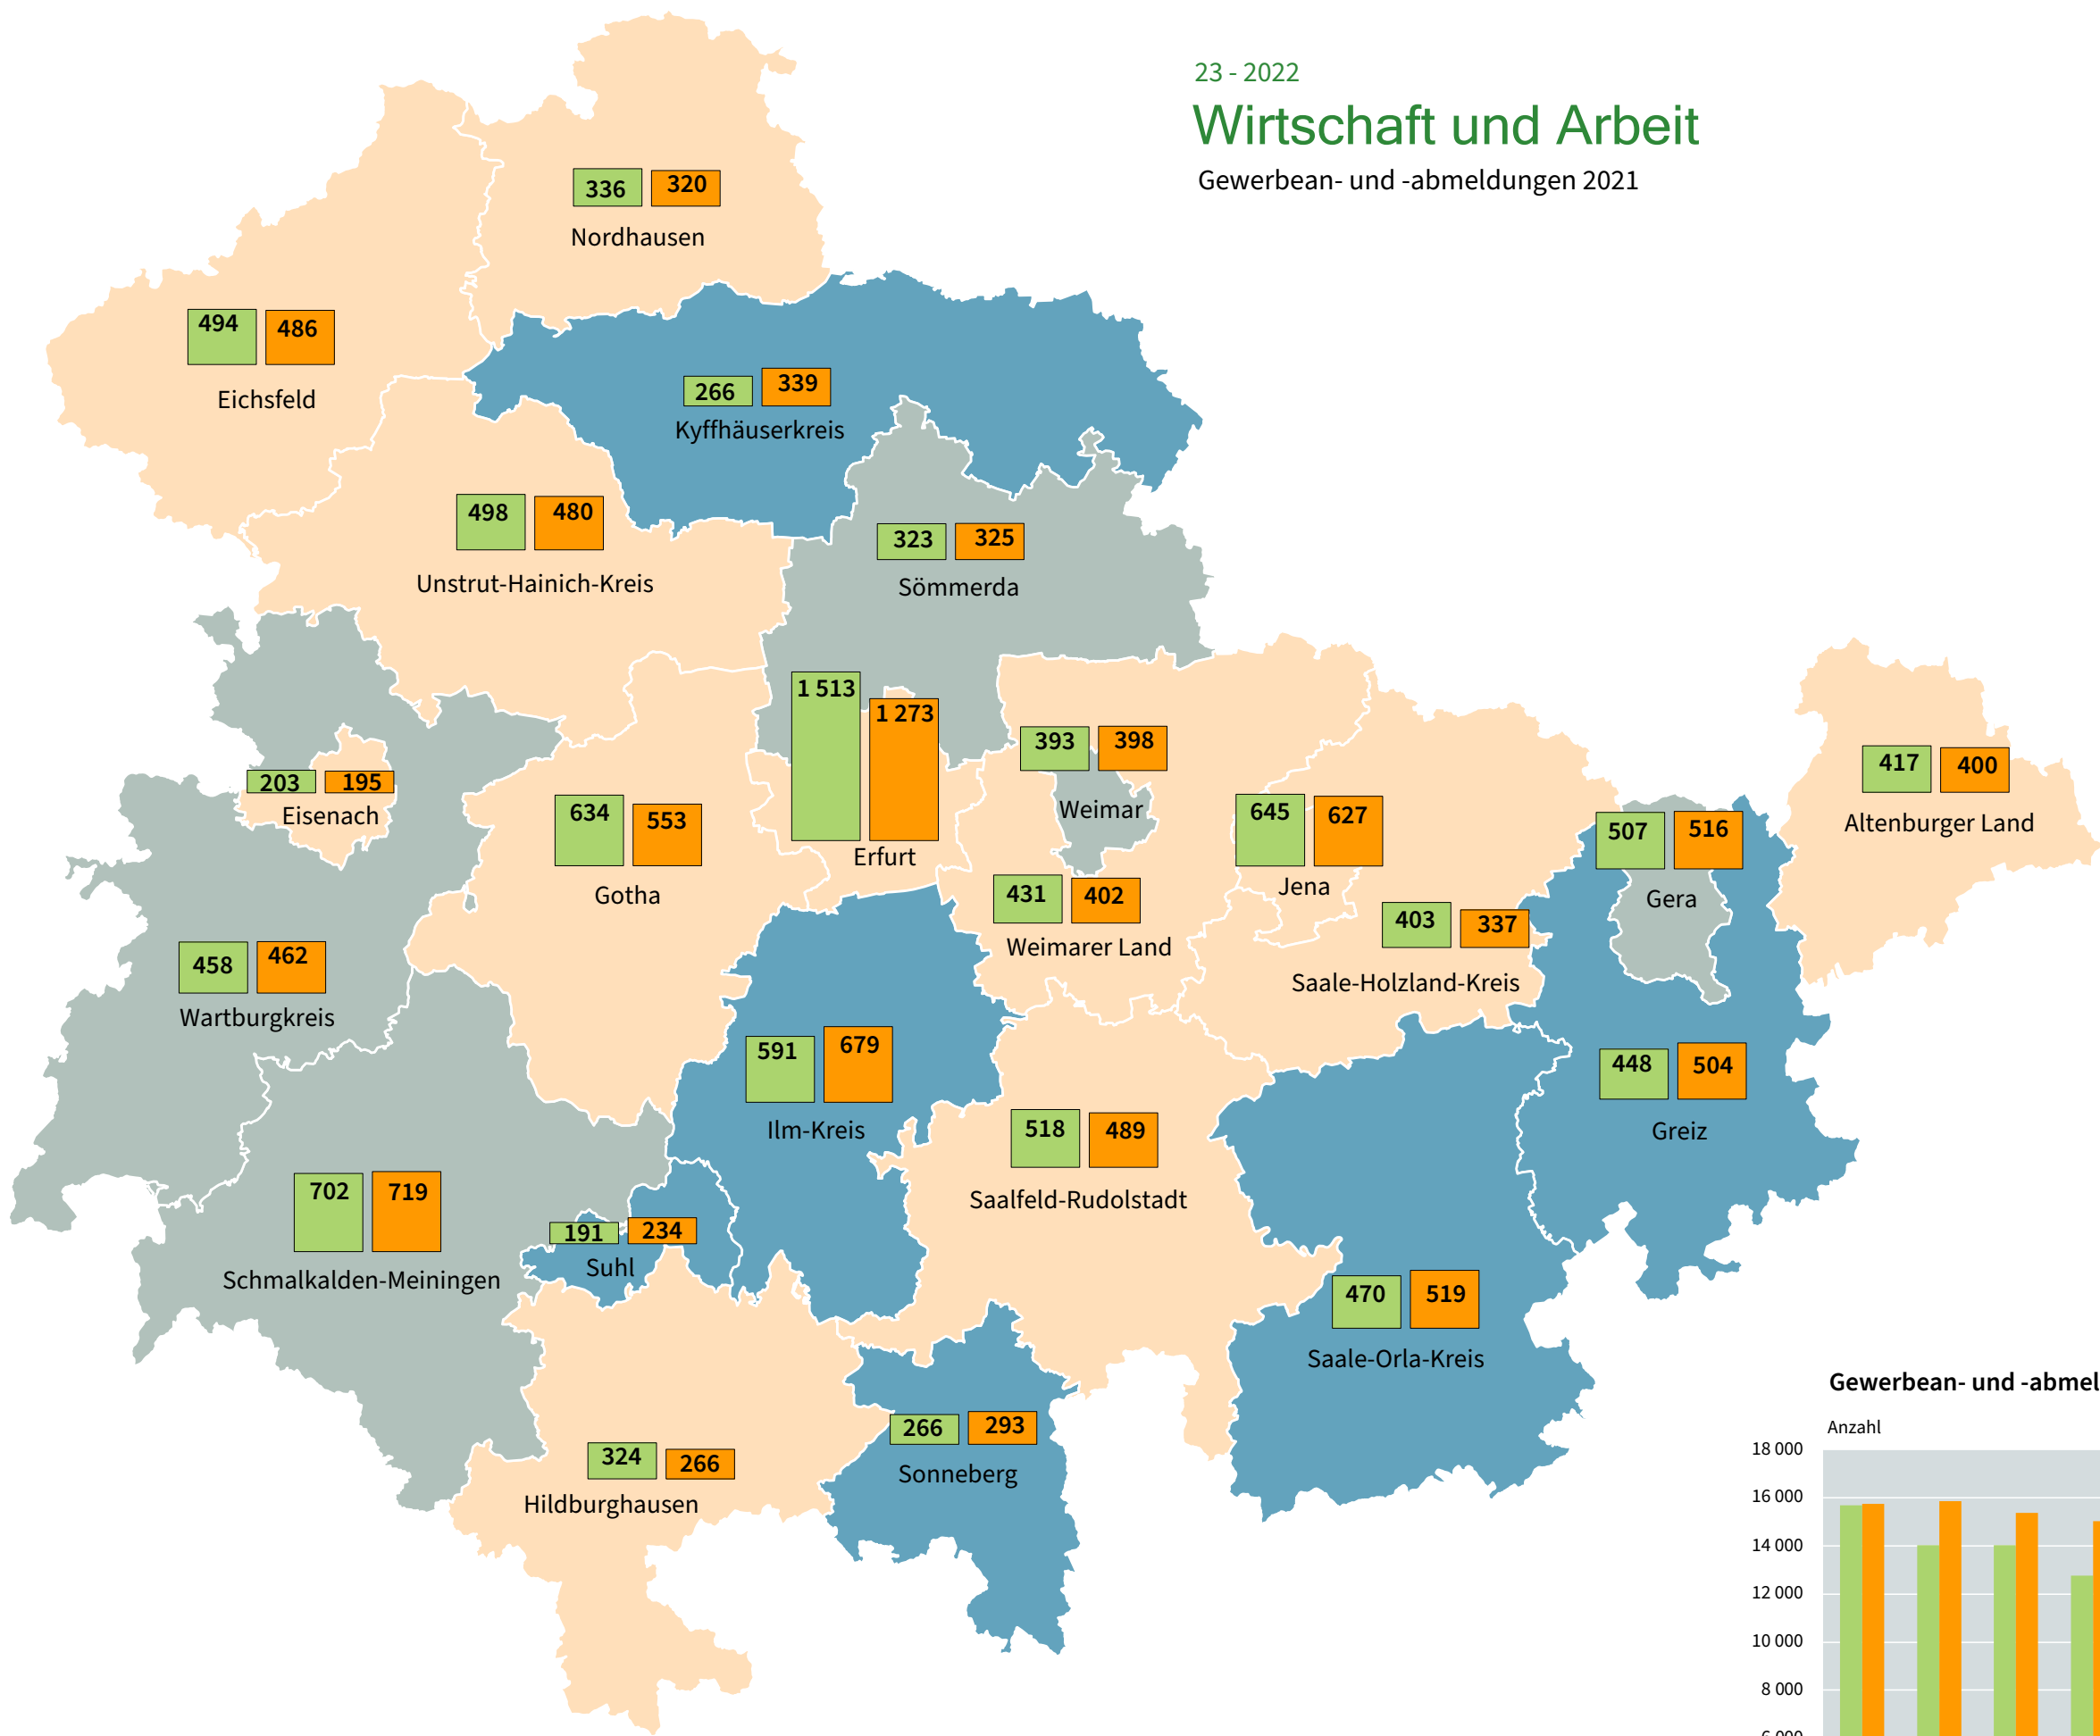 23 - 2022
Wirtschaft und Arbeit
Gewerbean- und -abmeldungen 2021
336 320
Nordhausen
494 486
Eichsfeld
266 339
Kyffhäuserkreis
498 480
Unstrut-Hainich-Kreis
323 325
Sömmerda
1 513 1 273
Erfurt
393 398
Weimar
203 195
Eisenach
634 553
Gotha
645 627
Jena
417 400
Altenburger Land
507 516
Gera
431 402
Weimarer Land
403 337
Saale-Holzland-Kreis
458 462
Wartburgkreis
591 679
Ilm-Kreis
448 504
Greiz
518 489
Saalfeld-Rudolstadt
702 719
Schmalkalden-Meiningen
191 234
Suhl
470 519
Saale-Orla-Kreis
266 293
Sonneberg
324 266
Hildburghausen
Gewerbean- und -abmel
Anzahl
18 000
16 000
14 000
12 000
10 000
8 000